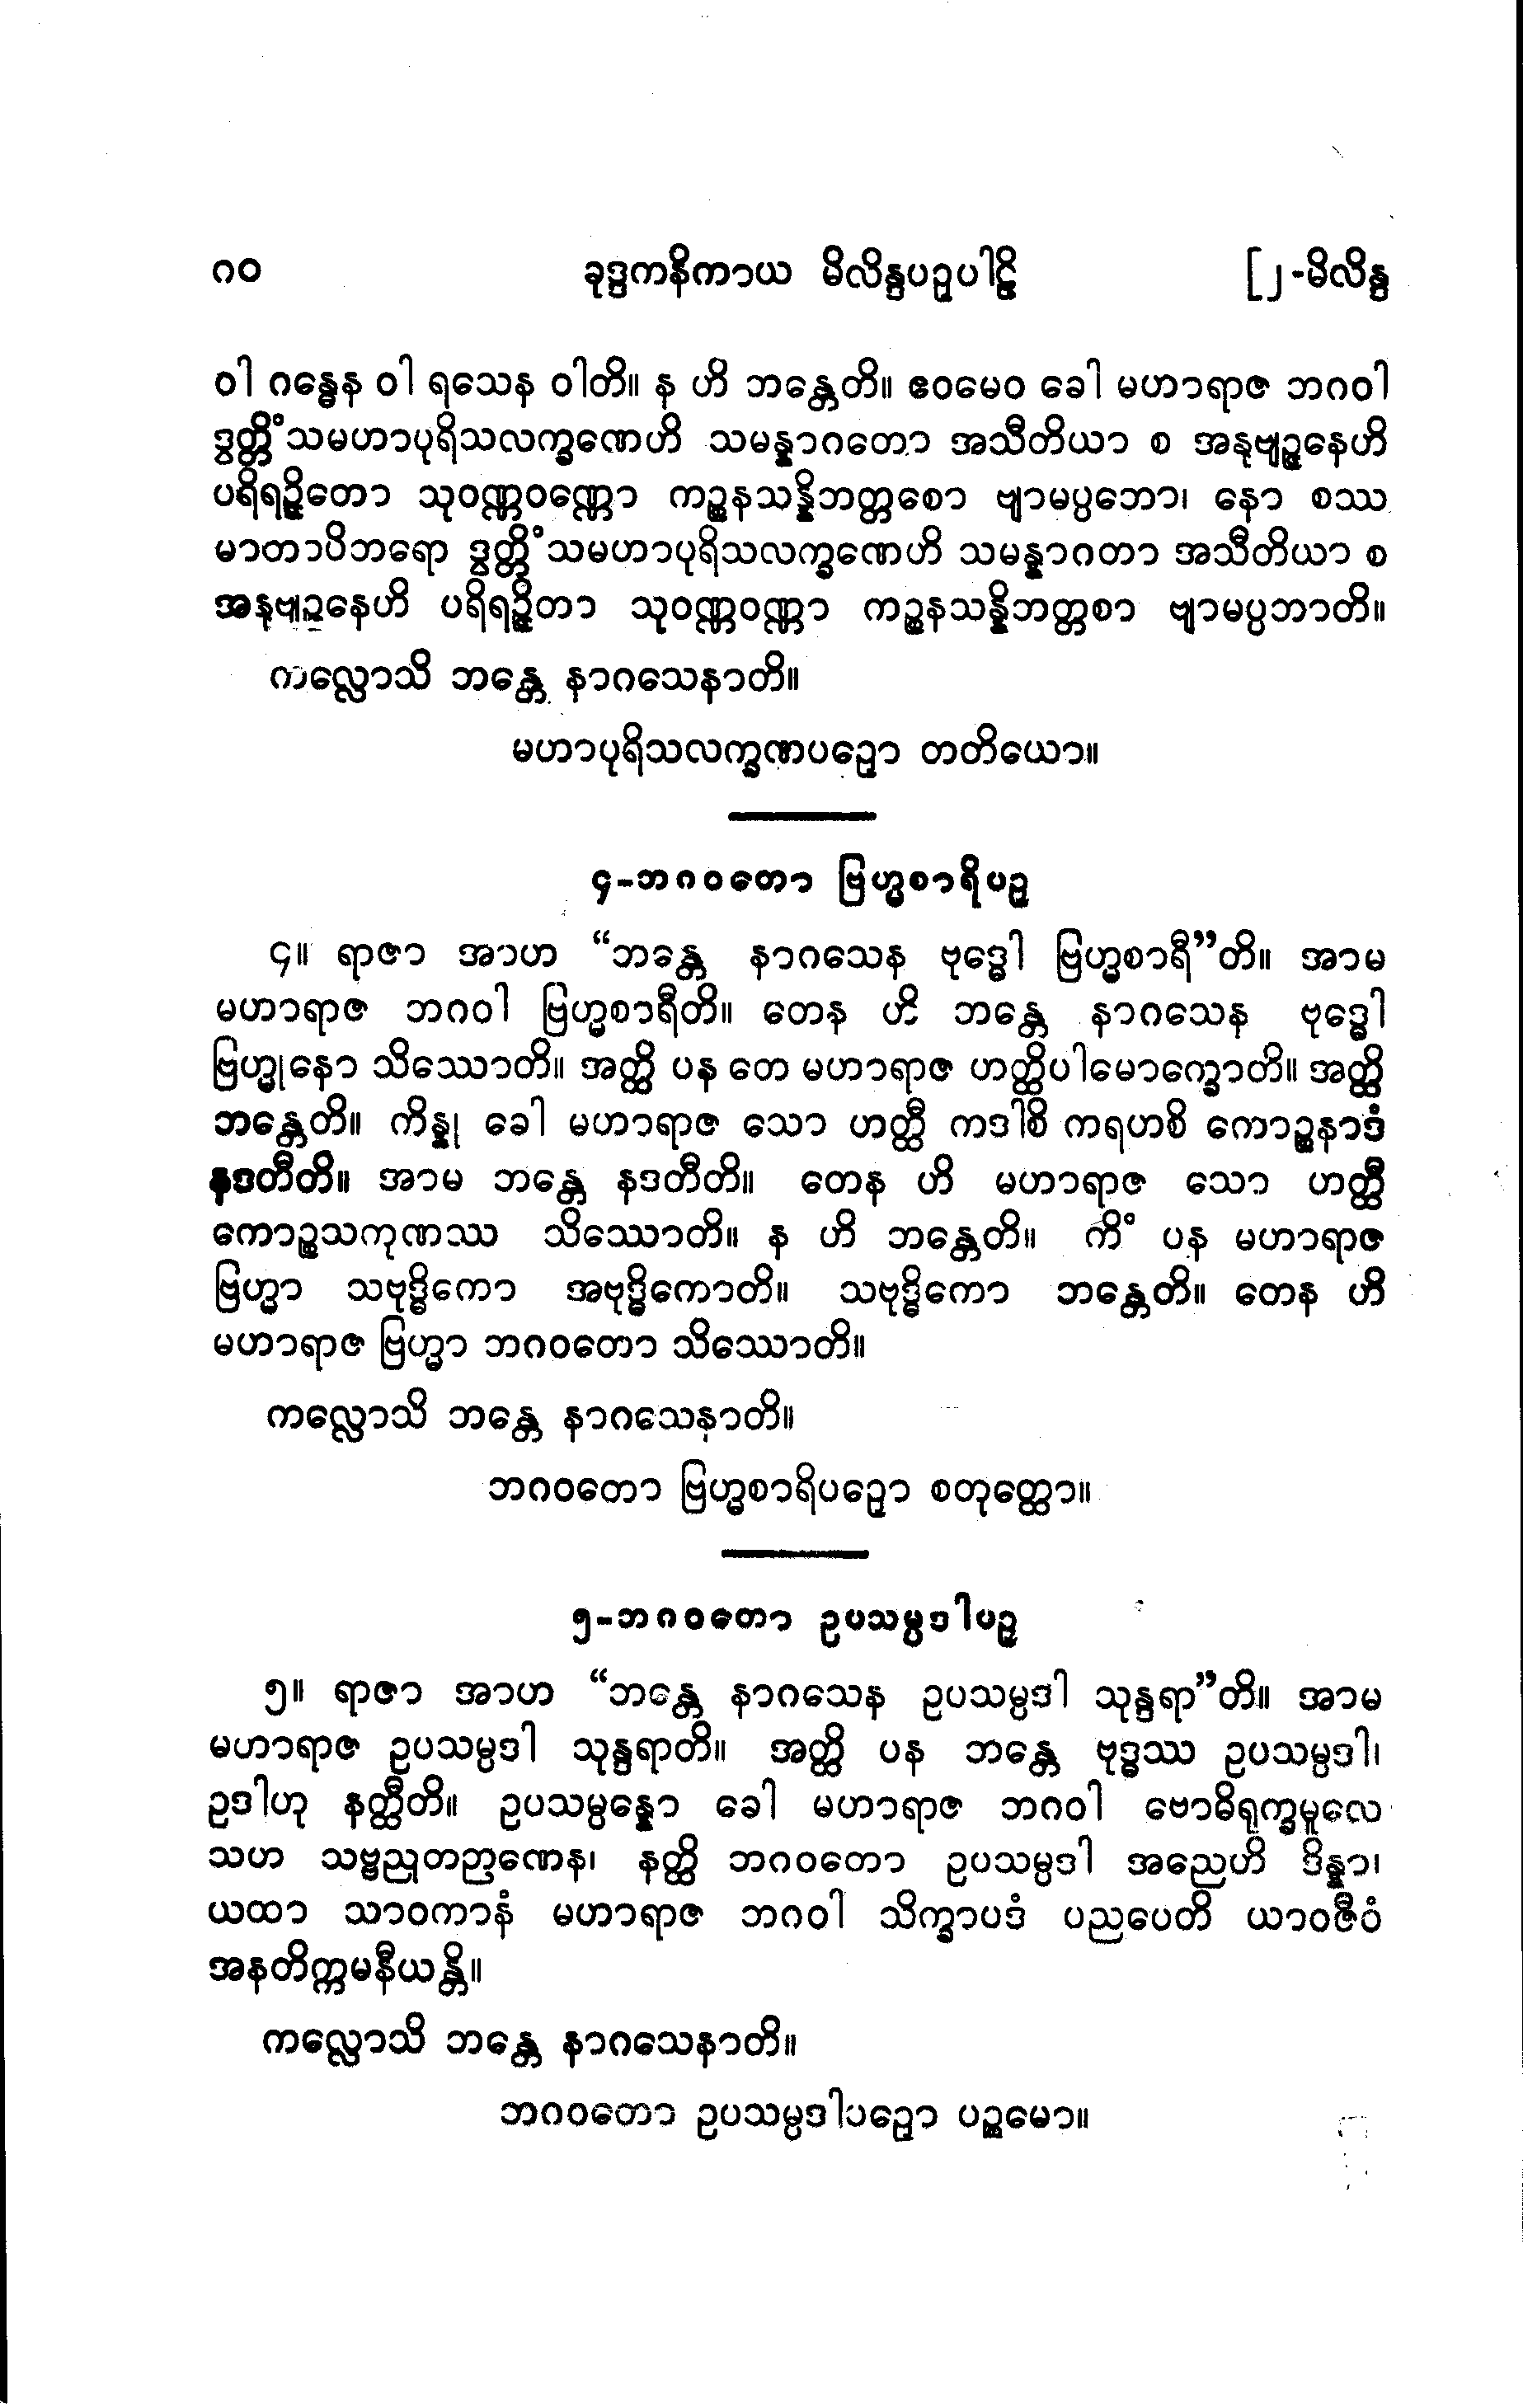 ၈၀ ခုဒ္ဒကနိကာယ မိလိန္ဒပဉှပါဠိ [၂-မိလိန္ဒ
ဝါ ဂန္ဓေန ဝါ ရသေန ဝါတိ။ န ဟိ ဘန္တေတိ။ ဧဝမေဝ ခေါ မဟာရာဇ ဘဂဝါ
ဒွတ္တိံသမဟာပုရိသလက္ခဏေဟိ သမန္နာဂတော အသီတိယာ စ အနုဗျဉ္ဇနေဟိ
ပရိရဉ္ဇိတော သုဝဏ္ဏဝဏ္ဏော ကဉ္စနသန္နိဘတ္တစော ဗျာမပ္ပဘော၊ နော စဿ
မာတာပိတရော ဒွတ္တိံသမဟာပုရိသလက္ခဏေဟိ သမန္နာဂတာ အသီတိယာ စ
အနုဗျဉ္ဇနေဟိ ပရိရဉ္ဇိတာ သုဝဏ္ဏဝဏ္ဏာ ကဉ္စနသန္နိဘတ္တစာ ဗျာမပ္ပဘာတိ။
ကလ္လောသိ ဘန္တေ နာဂသေနာတိ။
မဟာပုရိသလက္ခဏပဉှော တတိယော။
၄-ဘဂဝတော ဗြဟ္မစာရိပဉှ
၄။ ရာဇာ အာဟ “ဘန္တေ နာဂသေန ဗုဒ္ဓေါ ဗြဟ္မစာရီ”တိ။ အာမ
မဟာရာဇ ဘဂဝါ ဗြဟ္မစာရီတိ။ တေန ဟိ ဘန္တေ နာဂသေန ဗုဒ္ဓေါ
ဗြဟ္မုနော သိဿောတိ။ အတ္ထိ ပန တေ မဟာရာဇ ဟတ္ထိပါမောက္ခောတိ။ အတ္ထိ
ဘန္တေတိ။ ကိန္နု ခေါ မဟာရာဇ သော ဟတ္ထီ ကဒါစိ ကရဟစိ ကောဉ္စနာဒံ
နဒတီတိ။ အာမ ဘန္တေ နဒတီတိ။ တေန ဟိ မဟာရာဇ သော ဟတ္ထီ
ကောဉ္စသကုဏဿ သိဿောတိ။ န ဟိ ဘန္တေတိ။ ကိံ ပန မဟာရာဇ
ဗြဟ္မာ သဗုဒ္ဓိကော အဗုဒ္ဓိကောတိ။ သဗုဒ္ဓိကော ဘန္တေတိ။ တေန ဟိ
မဟာရာဇ ဗြဟ္မာ ဘဂဝတော သိဿောတိ။
ကလ္လောသိ ဘန္တေ နာဂသေနာတိ။
ဘဂဝတော ဗြဟ္မစာရိပဉှော စတုတ္ထော။
၅-ဘဂဝတော ဥပသမ္ပဒါပဉှ
၅။ ရာဇာ အာဟ “ဘန္တေ နာဂသေန ဥပသမ္ပဒါ သုန္ဒရာ”တိ။ အာမ
မဟာရာဇ ဥပသမ္ပဒါ သုန္ဒရာတိ။ အတ္ထိ ပန ဘန္တေ ဗုဒ္ဓဿ ဥပသမ္ပဒါ၊
ဥဒါဟု နတ္ထီတိ။ ဥပသမ္ပန္နော ခေါ မဟာရာဇ ဘဂဝါ ဗောဓိရုက္ခမူလေ
သဟ သဗ္ဗညုတဉာဏေန၊ နတ္ထိ ဘဂဝတော ဥပသမ္ပဒါ အညေဟိ ဒိန္နာ၊
ယထာ သာဝကာနံ မဟာရာဇ ဘဂဝါ သိက္ခာပဒံ ပညပေတိ ယာဝဇီဝံ
အနတိက္ကမနီယန္တိ။
ကလ္လောသိ ဘန္တေ နာဂသေနာတိ။
ဘဂဝတော ဥပသမ္ပဒါပဉှော ပဉ္စမော။